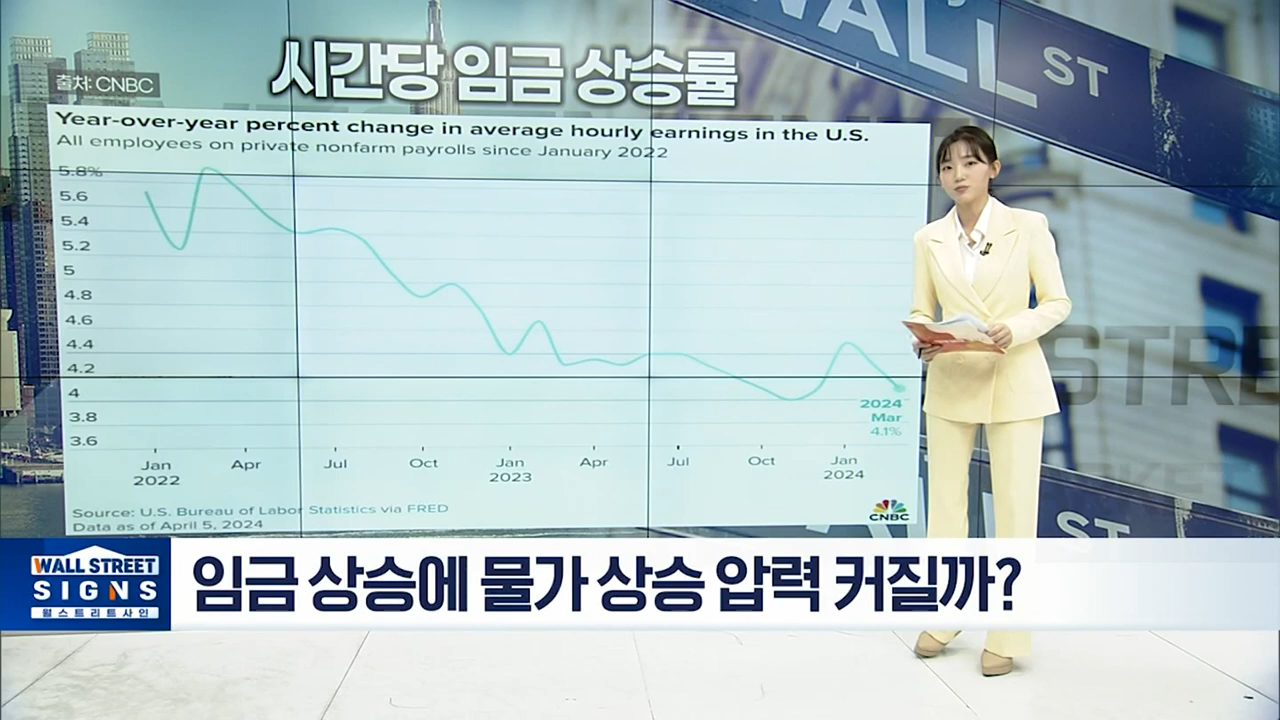 WALL ST
시간당 임금 상승률
출처: CNBC
Year-over-year percent change in average hourly earnings in the U.S.
All employees on private nonfarm payrolls since January 2022
5.8%
5.6
5.4
5.2
5
4.8
4.6
4.4
4.2
4
3.8
3.6
2024
Mar
4.1%
Jan Apr Jul Oct Jan Apr Jul Oct Jan
2022 2023 2024
Source: U.S. Bureau of Labor Statistics via FRED
Data as of April 5, 2024
CNBC
STRE
ST
WALL STREET
SIGNS
월스트리트사인
임금 상승에 물가 상승 압력 커질까?